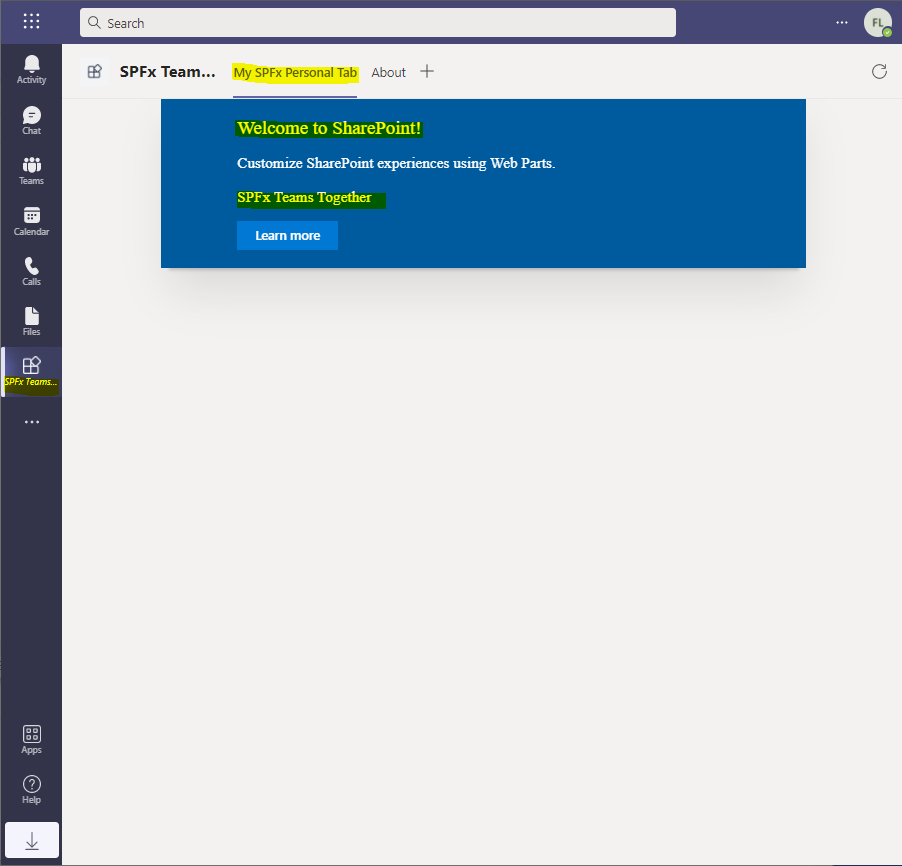 Search
FL
Activity
Chat
Teams
Calendar
Calls
Files
SPFx Teams...
Apps
Help
SPFx Team... My SPFx Personal Tab About
Welcome to SharePoint!
Customize SharePoint experiences using Web Parts.
SPFx Teams Together
Learn more